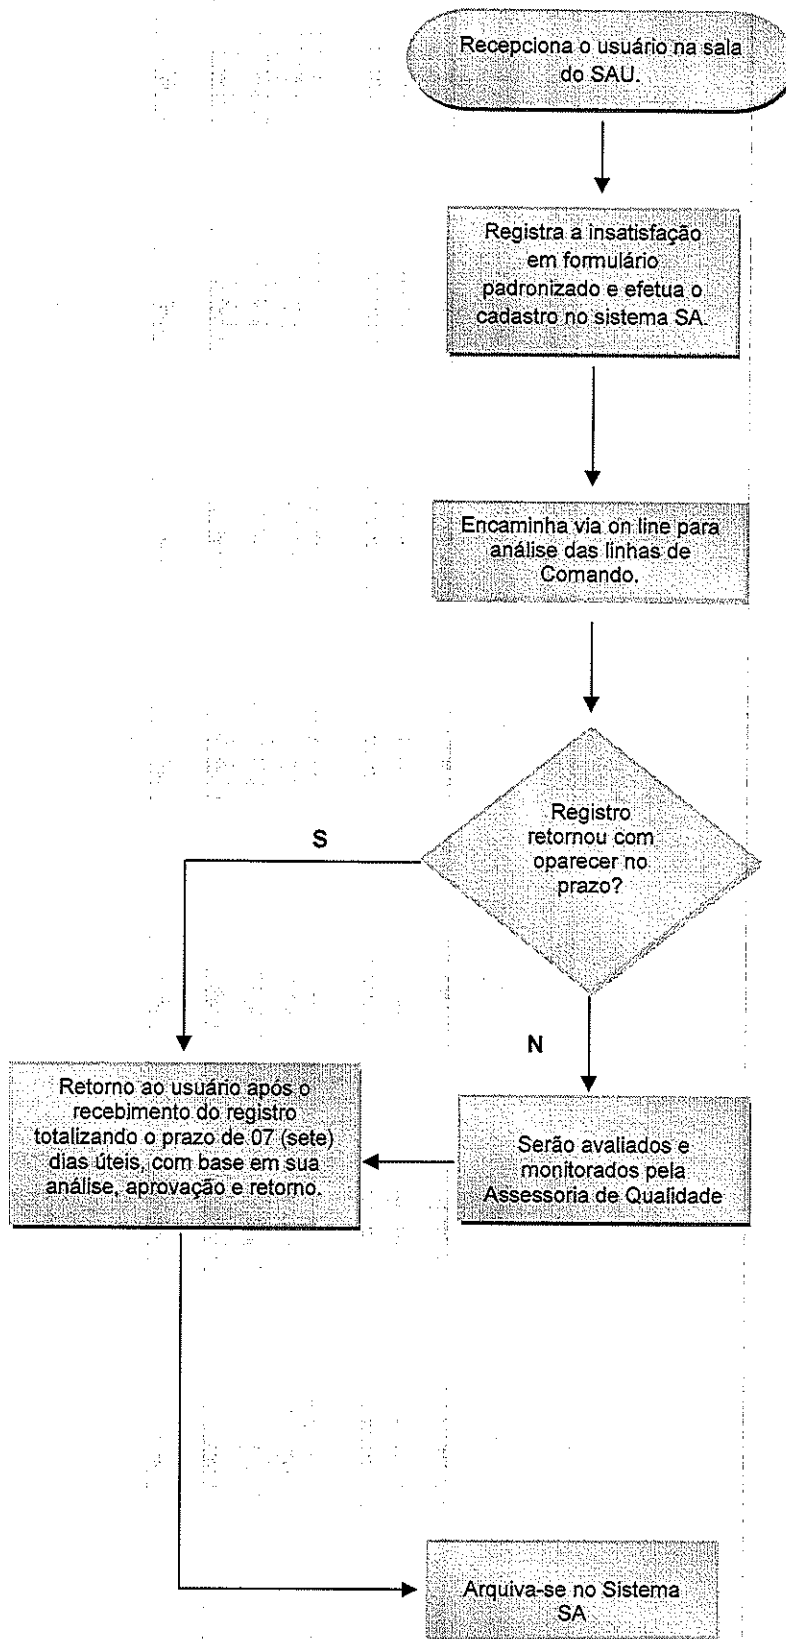 Recepciona o usuário na sala
do SAU.
Registra a insatisfação
em formulário
padronizado e efetua o
cadastro no sistema SA.
Encaminha via on line para
análise das linhas de
Comando.
Registro
retornou com
oparecer no
prazo?
S
N
Retorno ao usuário após o
recebimento do registro
totalizando o prazo de 07 (sete)
dias úteis, com base em sua
análise, aprovação e retorno.
Serão avaliados e
monitorados pela
Assessoria de Qualidade
Arquiva-se no Sistema
SA